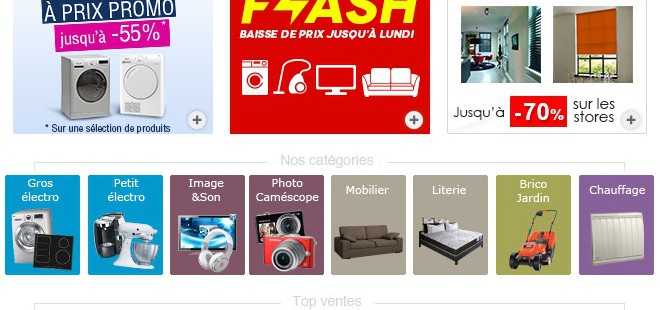 À PRIX PROMO
jusqu'à -55%*
* Sur une sélection de produits
FLASH
BAISSE DE PRIX JUSQU'À LUNDI
Jusqu'à -70% sur les stores
Nos catégories
Gros électro
Petit électro
Image &Son
Photo Caméscope
Mobilier
Literie
Brico Jardin
Chauffage
Top ventes